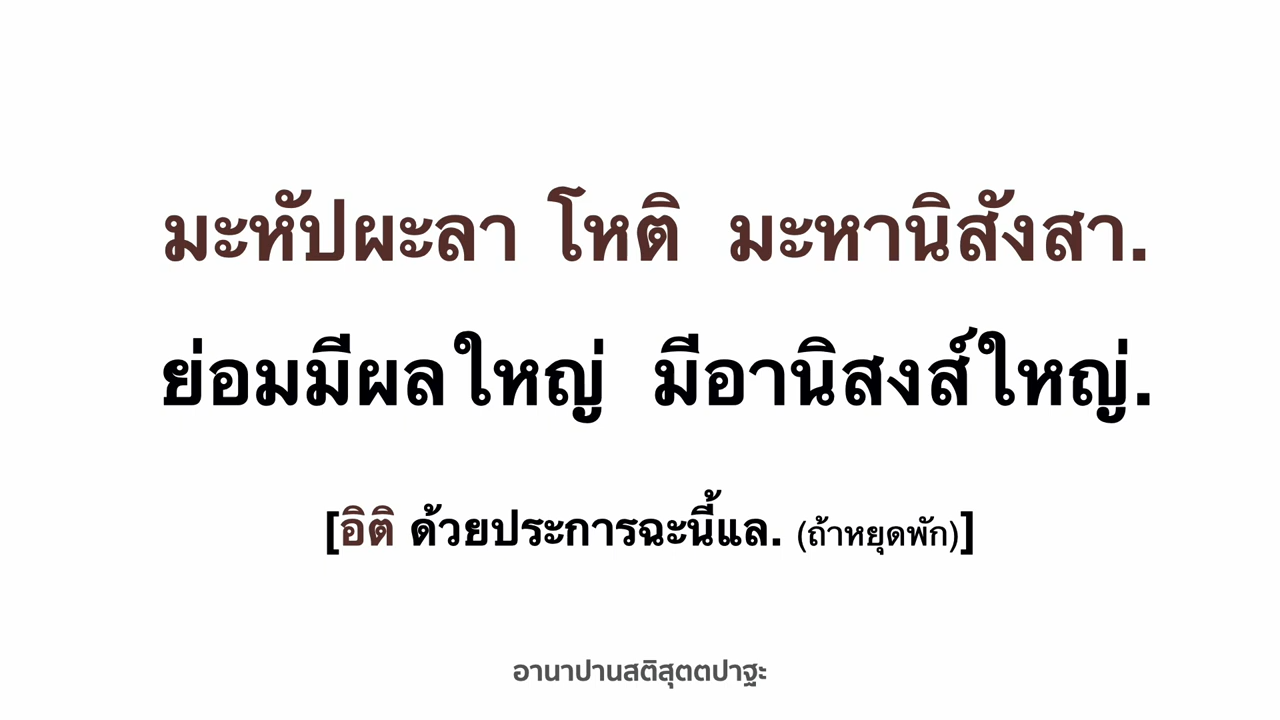 มะหัปผะลา โหติ  มะหานิสังสา.
ย่อมมีผลใหญ่  มีอานิสงส์ใหญ่.
[อิติ ด้วยประการฉะนี้แล. (ถ้าหยุดพัก)]
อานาปานสติสุตตปาฐะ